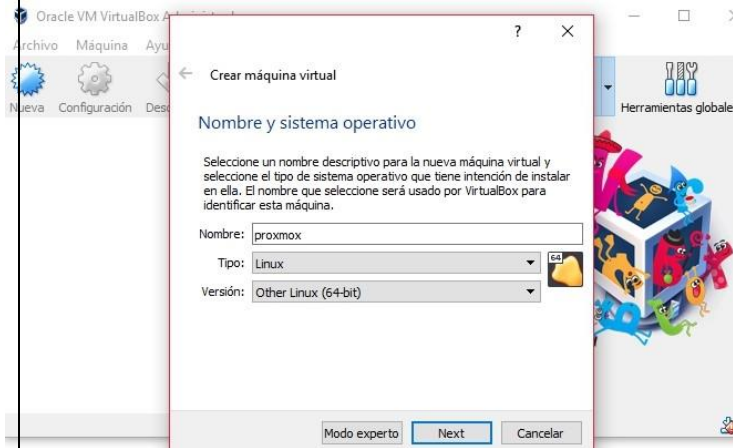 Oracle VM VirtualBox
Archivo Máquina
?
Crear máquina virtual
Nueva Configuración
Herramientas globale
Nombre y sistema operativo
Seleccione un nombre descriptivo para la nueva máquina virtual y
seleccione el tipo de sistema operativo que tiene intención de instalar
en ella. El nombre que seleccione será usado por VirtualBox para
identificar esta máquina.
Nombre: proxmox
Tipo: Linux
64
Versión: Other Linux (64-bit)
Modo experto Next Cancelar